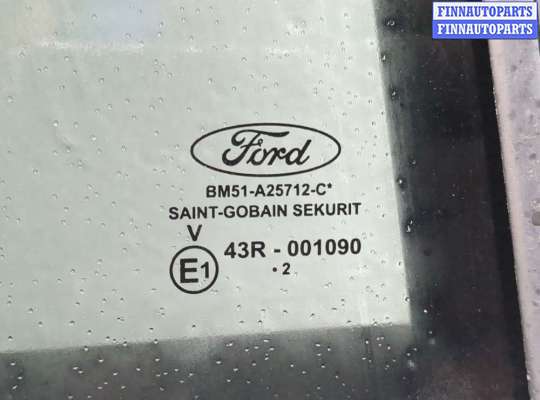 FINNAUTOPARTS
FINNAUTOPARTS
Ford
BM51-A25712-C*
SAINT-GOBAIN SEKURIT
V
E1 43R - 001090
. 2